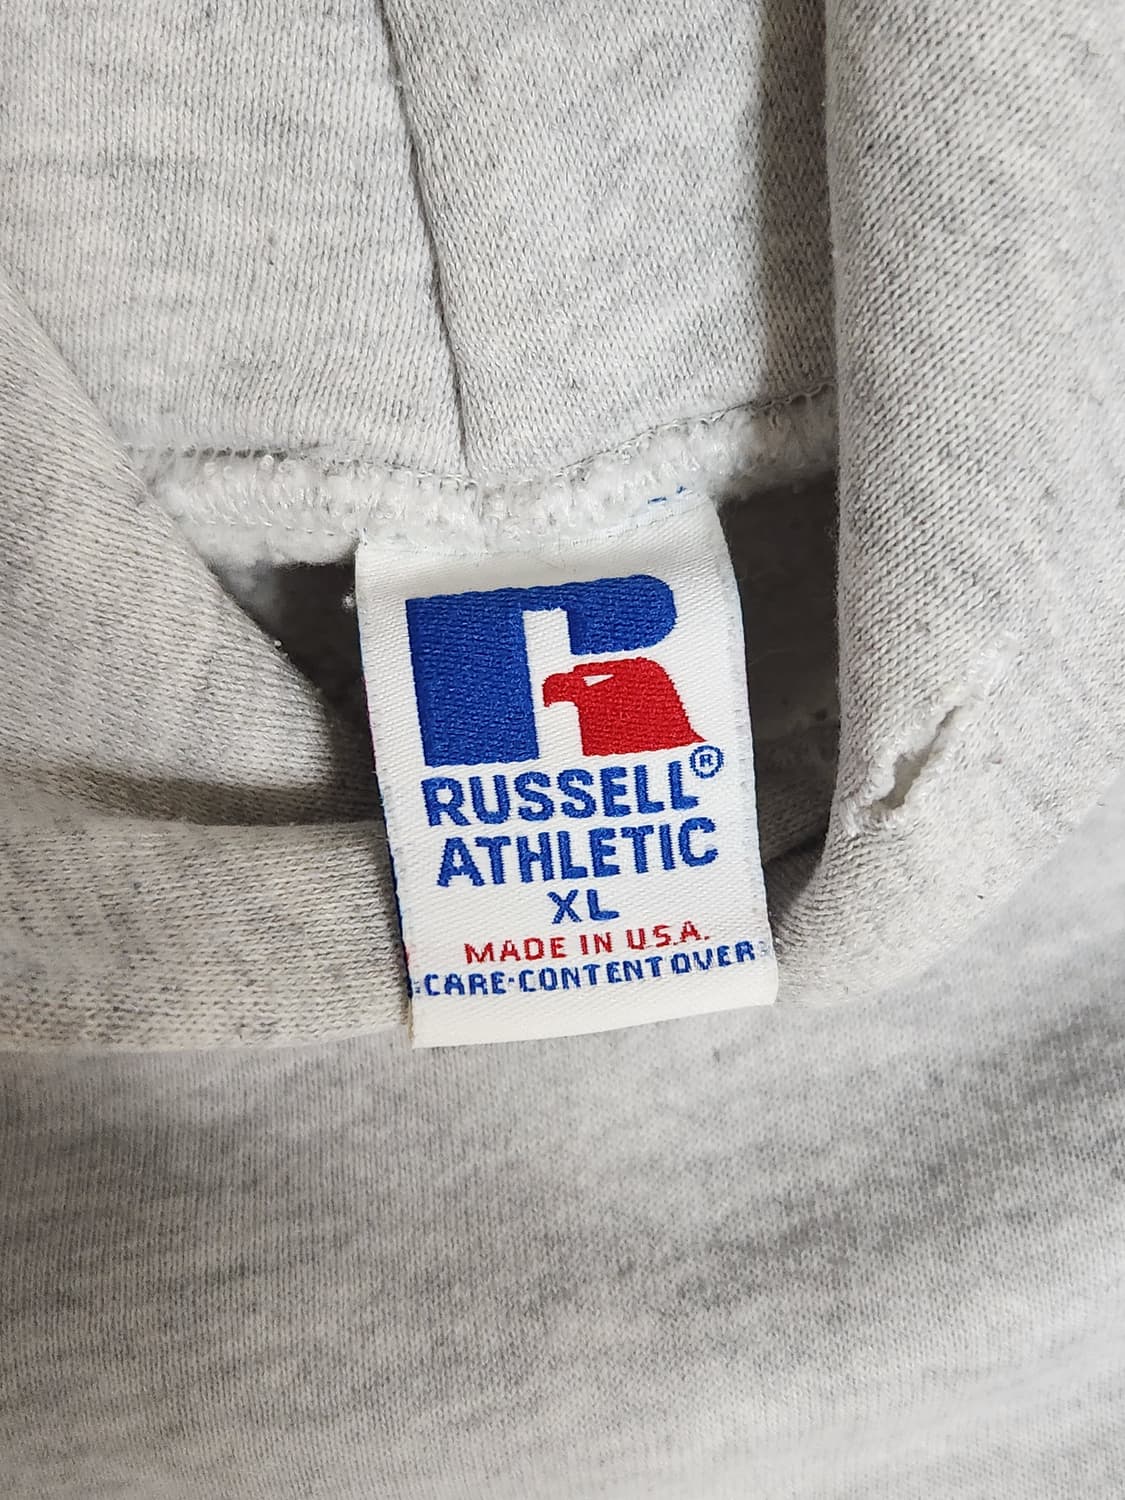 R
RUSSELL®
ATHLETIC
XL
MADE IN U.S.A.
CARE·CONTENT OVER